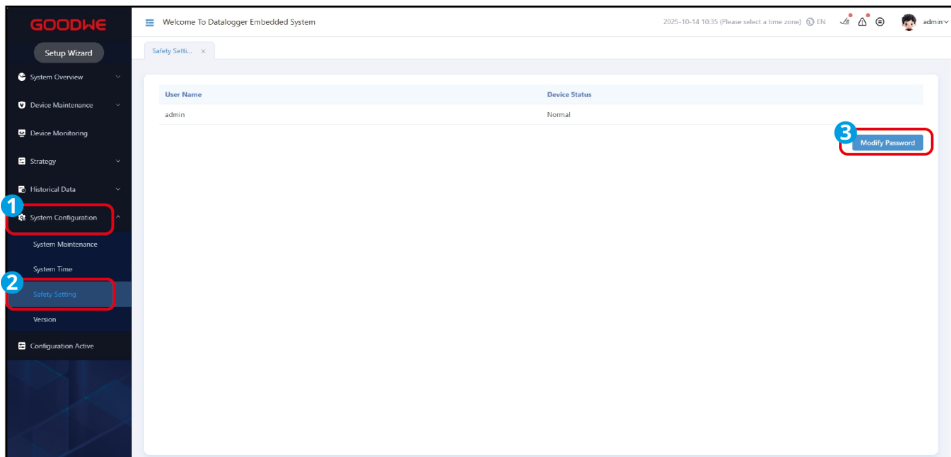 GOODWE
Welcome To Datalogger Embedded System
2025-10-14 10:35 (Please select a time zone) EN
admin
Setup Wizard
Safety Setti... ×
System Overview
Device Maintenance
Device Monitoring
Strategy
Historical Data
1
System Configuration
System Maintenance
System Time
2
Safety Setting
Version
Configuration Active
User Name Device Status
admin Normal
3
Modify Password